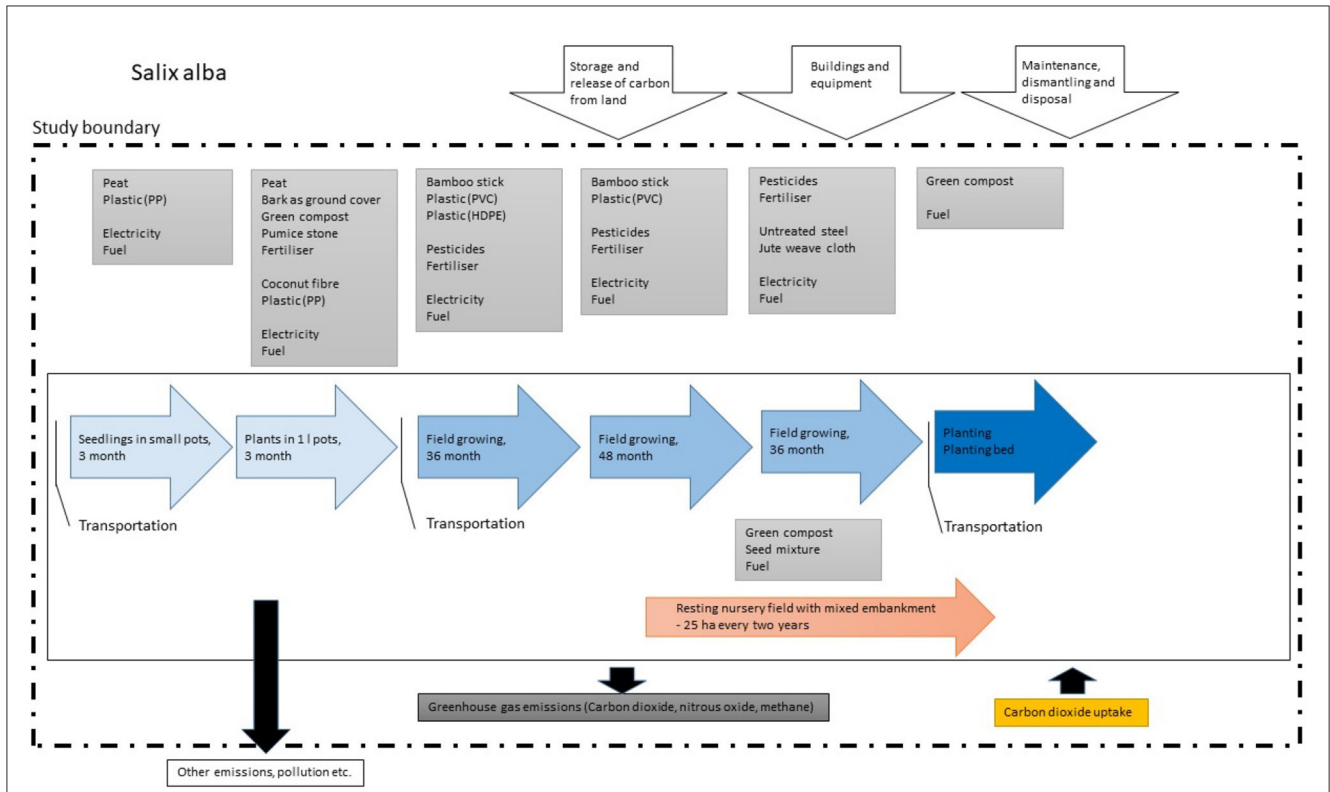 Salix alba
Storage and
release of carbon
from land
Buildings and
equipment
Maintenance,
dismantling and
disposal
Study boundary
Peat
Plastic (PP)
Electricity
Fuel
Peat
Bark as ground cover
Green compost
Pumice stone
Fertiliser
Coconut fibre
Plastic (PP)
Electricity
Fuel
Bamboo stick
Plastic (PVC)
Plastic (HDPE)
Pesticides
Fertiliser
Electricity
Fuel
Bamboo stick
Plastic (PVC)
Pesticides
Fertiliser
Electricity
Fuel
Pesticides
Fertiliser
Untreated steel
Jute weave cloth
Electricity
Fuel
Green compost
Fuel
Seedlings in small pots,
3 month
Plants in 1 l pots,
3 month
Field growing,
36 month
Field growing,
48 month
Field growing,
36 month
Planting
Planting bed
Transportation
Transportation
Transportation
Green compost
Seed mixture
Fuel
Resting nursery field with mixed embankment
- 25 ha every two years
Greenhouse gas emissions (Carbon dioxide, nitrous oxide, methane)
Carbon dioxide uptake
Other emissions, pollution etc.